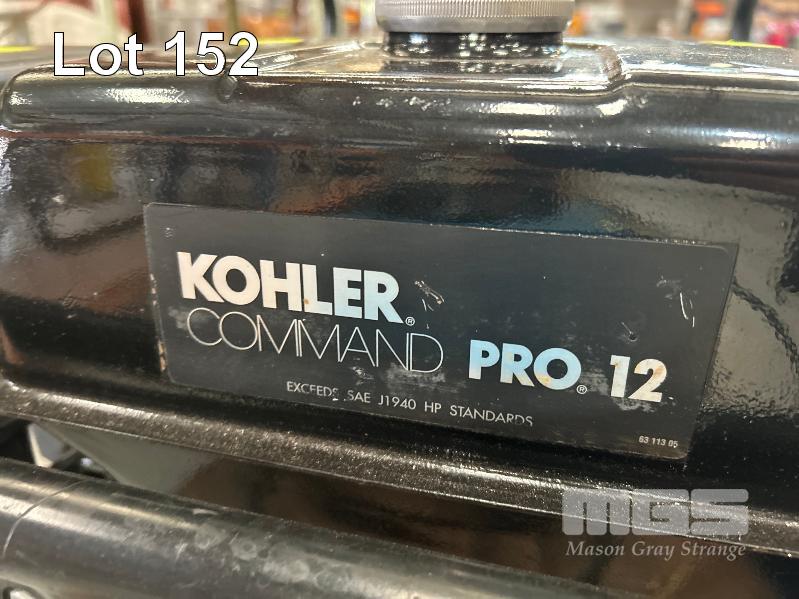 Lot 152
KOHLER®
COMMAND PRO® 12
EXCEEDS SAE J1940 HP STANDARDS
63 113 05
MGS
Mason Gray Strange